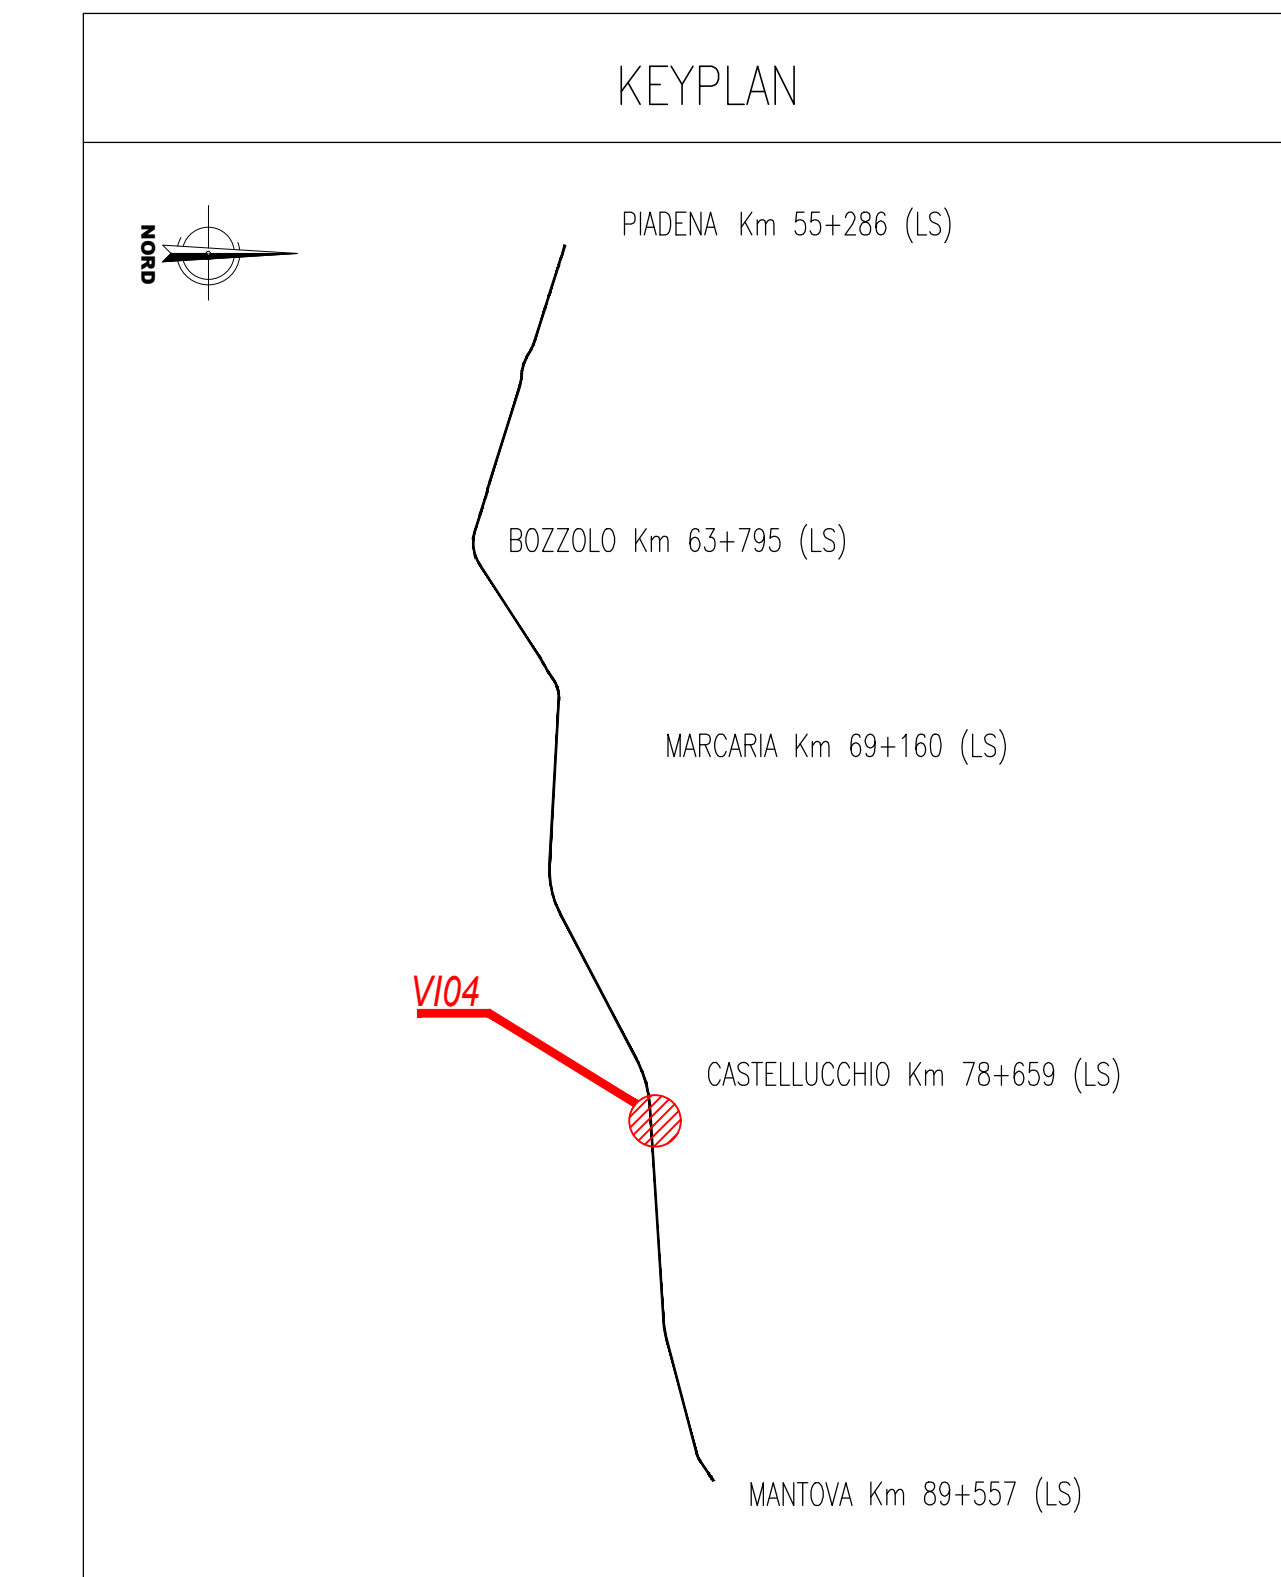 KEYPLAN
NORD
PIADENA Km 55+286 (LS)
BOZZOLO Km 63+795 (LS)
MARCARIA Km 69+160 (LS)
VI04
CASTELLUCCHIO Km 78+659 (LS)
MANTOVA Km 89+557 (LS)